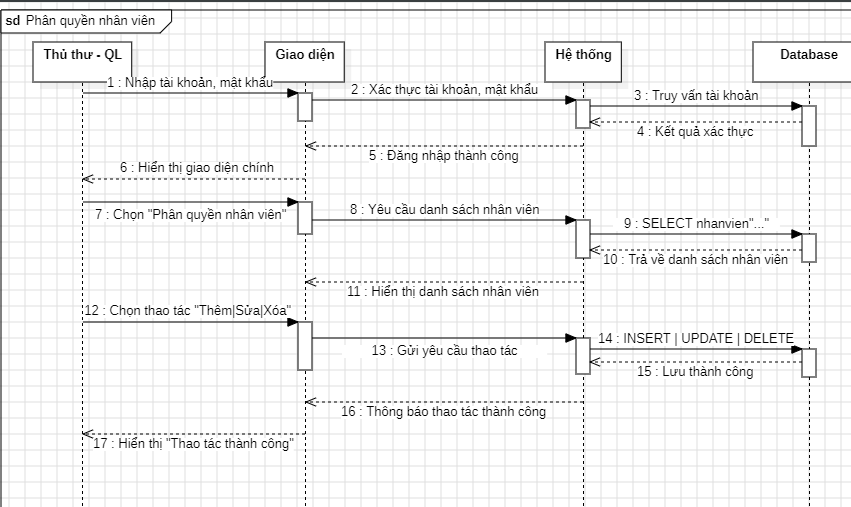 sd Phân quyền nhân viên
Thủ thư - QL
Giao diện
Hệ thống
Database
1 : Nhập tài khoản, mật khẩu
2 : Xác thực tài khoản, mật khẩu
3 : Truy vấn tài khoản
4 : Kết quả xác thực
5 : Đăng nhập thành công
6 : Hiển thị giao diện chính
7 : Chọn "Phân quyền nhân viên"
8 : Yêu cầu danh sách nhân viên
9 : SELECT nhanvien"..."
10 : Trả về danh sách nhân viên
11 : Hiển thị danh sách nhân viên
12 : Chọn thao tác "Thêm|Sửa|Xóa"
13 : Gửi yêu cầu thao tác
14 : INSERT | UPDATE | DELETE
15 : Lưu thành công
16 : Thông báo thao tác thành công
17 : Hiển thị "Thao tác thành công"